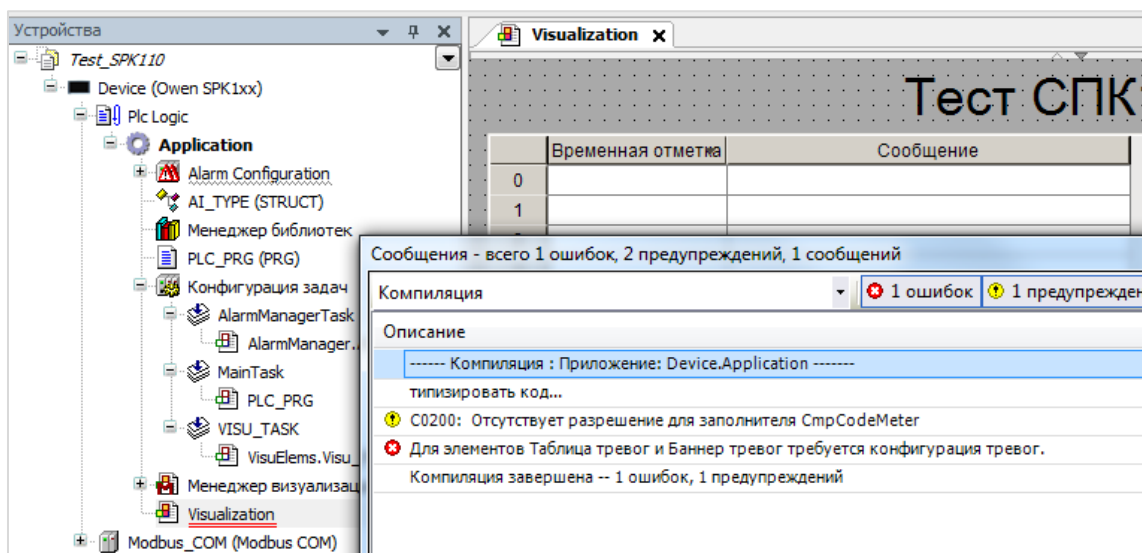 Устройства
Visualization
Test_SPK110
Device (Owen SPK1xx)
Plc Logic
Application
Alarm Configuration
AI_TYPE (STRUCT)
Менеджер библиотек
PLC_PRG (PRG)
Конфигурация задач
AlarmManagerTask
AlarmManager.
MainTask
PLC_PRG
VISU_TASK
VisuElems.Visu_
Менеджер визуализац
Visualization
Modbus_COM (Modbus COM)
Тест СПК
Временная отметка Сообщение
0
1
Сообщения - всего 1 ошибок, 2 предупреждений, 1 сообщений
Компиляция 1 ошибок 1 предупрежден
Описание
------ Компиляция : Приложение: Device.Application -------
типизировать код...
C0200: Отсутствует разрешение для заполнителя CmpCodeMeter
Для элементов Таблица тревог и Баннер тревог требуется конфигурация тревог.
Компиляция завершена -- 1 ошибок, 1 предупреждений